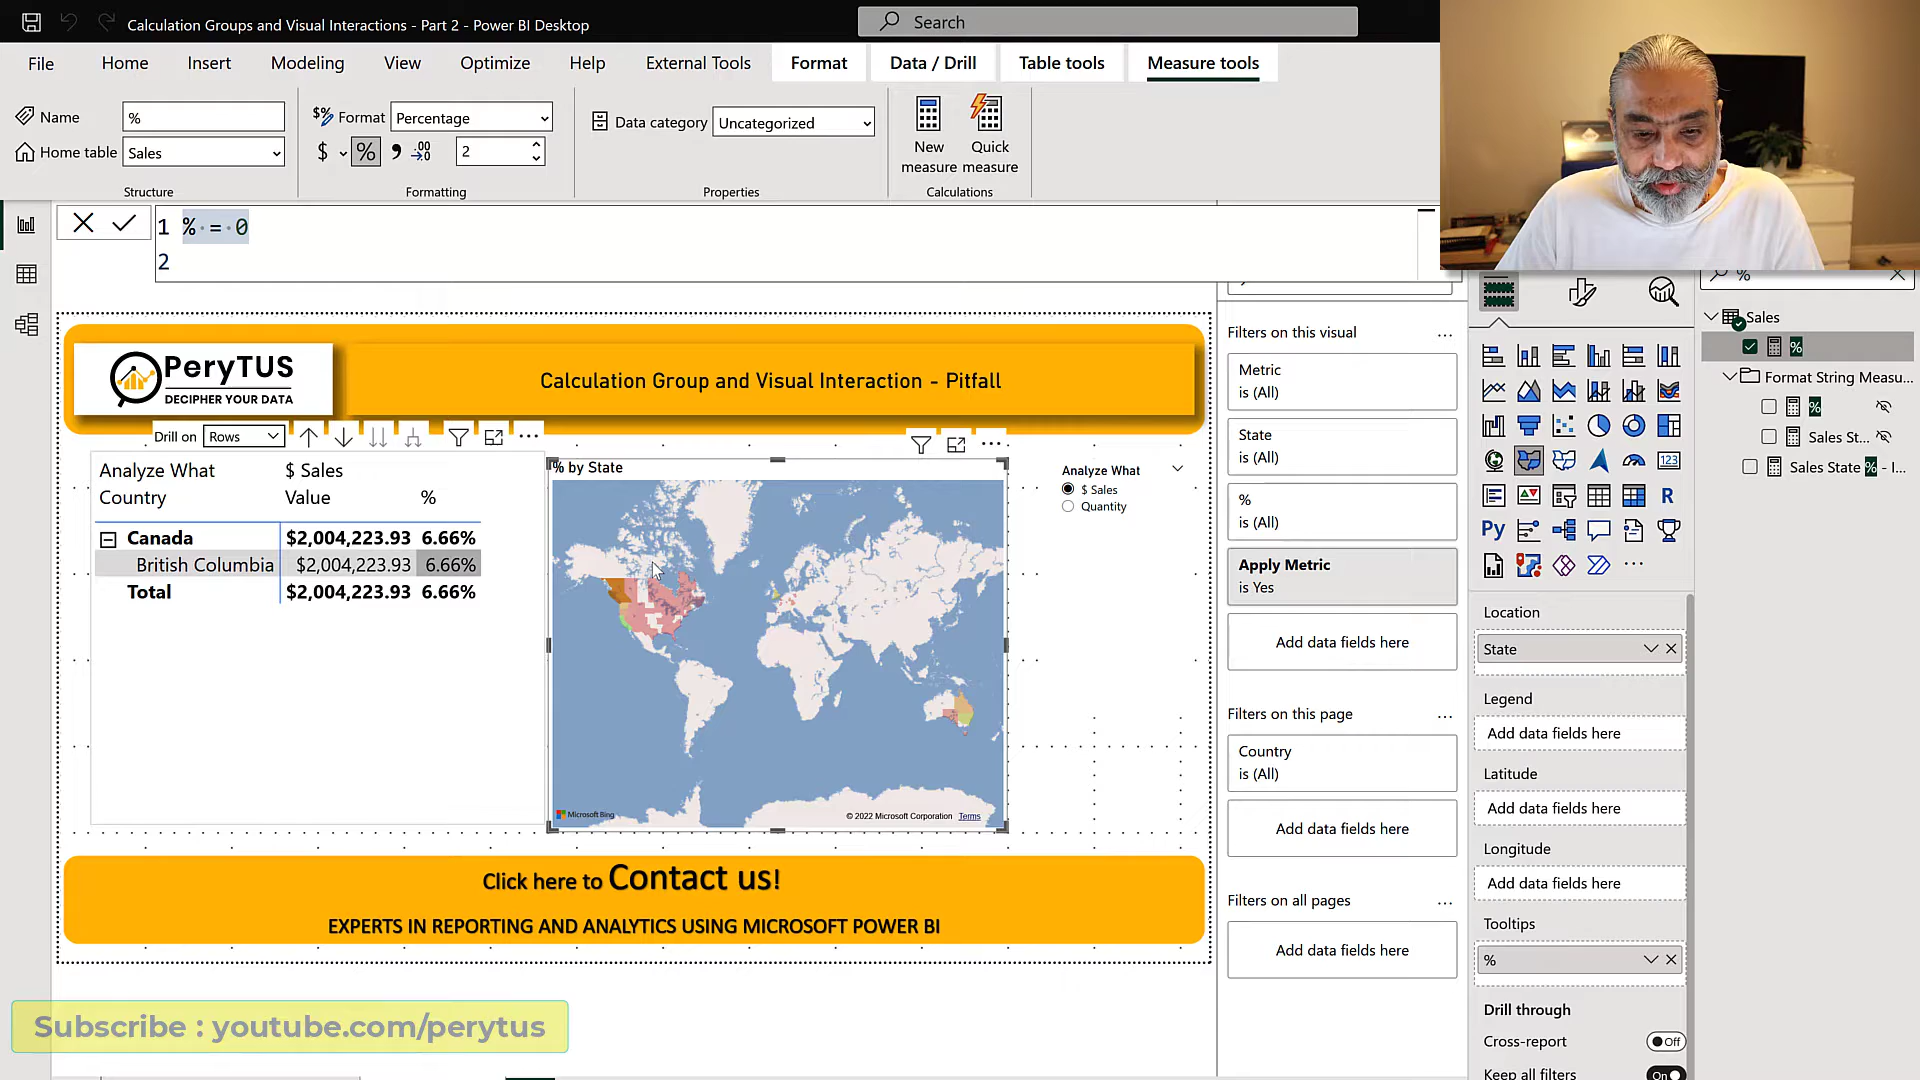 Calculation Groups and Visual Interactions - Part 2 - Power BI Desktop
Search
File Home Insert Modeling View Optimize Help External Tools Format Data / Drill Table tools Measure tools
Name %
Home table Sales
Structure
Format Percentage
$ % , 2
Formatting
Data category Uncategorized
Properties
New measure
Quick measure
Calculations
1 % = 0
2
PeryTUS
DECIPHER YOUR DATA
Calculation Group and Visual Interaction - Pitfall
Drill on Rows
Analyze What $ Sales
Country Value %
Canada $2,004,223.93 6.66%
British Columbia $2,004,223.93 6.66%
Total $2,004,223.93 6.66%
% by State
Microsoft Bing
© 2022 Microsoft Corporation Terms
Analyze What
$ Sales
Quantity
Click here to Contact us!
EXPERTS IN REPORTING AND ANALYTICS USING MICROSOFT POWER BI
Subscribe : youtube.com/perytus
Filters on this visual ...
Metric
is (All)
State
is (All)
%
is (All)
Apply Metric
is Yes
Add data fields here
Filters on this page ...
Country
is (All)
Add data fields here
Filters on all pages ...
Add data fields here
123
R
Py
...
Location
State
Legend
Add data fields here
Latitude
Add data fields here
Longitude
Add data fields here
Tooltips
%
Drill through
Cross-report Off
Keep all filters On
%
Sales
%
Format String Measu...
%
Sales St...
Sales State % - I...